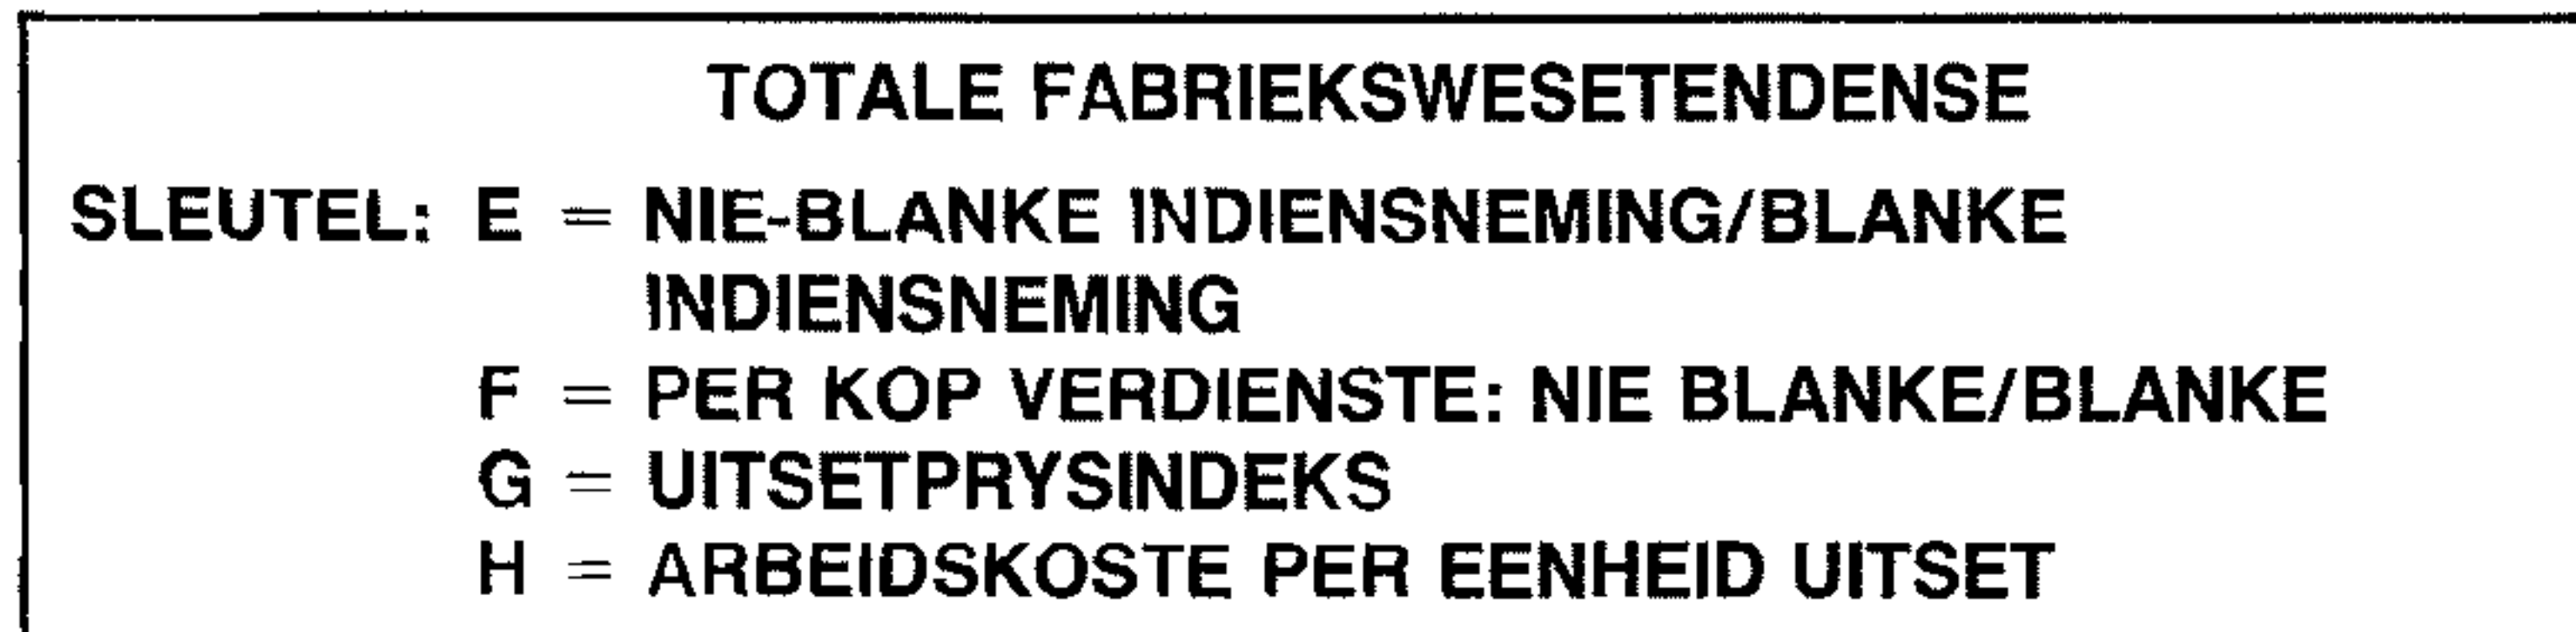 TOTALE FABRIEKSWESETENDENSE
SLEUTEL: E = NIE-BLANKE INDIENSNEMING/BLANKE
INDIENSNEMING
F = PER KOP VERDIENSTE: NIE BLANKE/BLANKE
G = UITSETPRYSINDEKS
H = ARBEIDSKOSTE PER EENHEID UITSET